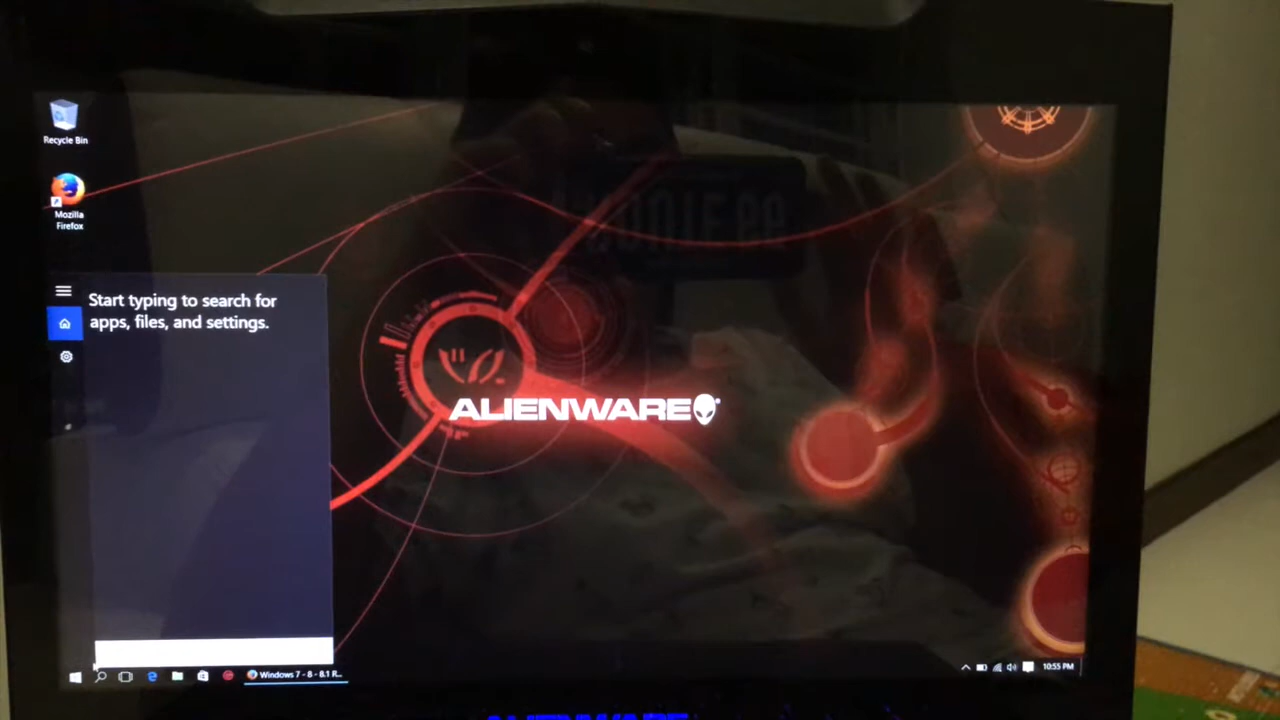 Recycle Bin
Mozilla
Firefox
Start typing to search for
apps, files, and settings.
ALIENWARE
Windows 7 - 8 - 8.1 R...
10:55 PM
ALIENWARE